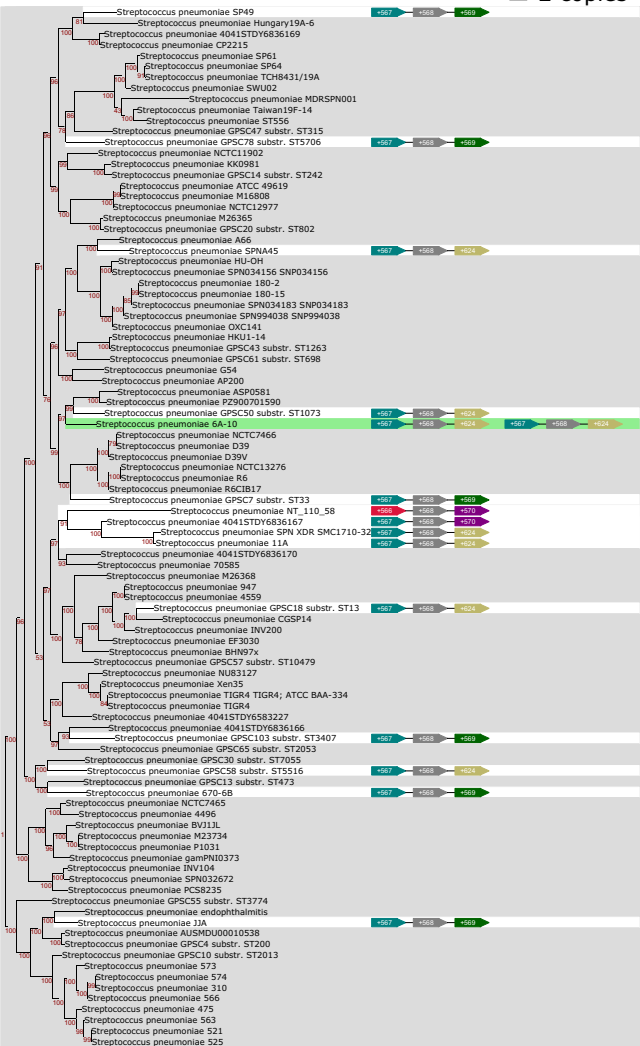 Streptococcus pneumoniae SP49 +567 +568 +569
Streptococcus pneumoniae Hungary19A-6
Streptococcus pneumoniae 4041STDY6836169
Streptococcus pneumoniae CP2215
Streptococcus pneumoniae SP61
Streptococcus pneumoniae SP64
Streptococcus pneumoniae TCH8431/19A
Streptococcus pneumoniae SWU02
Streptococcus pneumoniae MDRSPN001
Streptococcus pneumoniae Taiwan19F-14
Streptococcus pneumoniae ST556
Streptococcus pneumoniae GPSC47 substr. ST315
Streptococcus pneumoniae GPSC78 substr. ST5706 +567 +568 +569
Streptococcus pneumoniae NCTC11902
Streptococcus pneumoniae KK0981
Streptococcus pneumoniae GPSC14 substr. ST242
Streptococcus pneumoniae ATCC 49619
Streptococcus pneumoniae M16808
Streptococcus pneumoniae NCTC12977
Streptococcus pneumoniae M26365
Streptococcus pneumoniae GPSC20 substr. ST802
Streptococcus pneumoniae A66
Streptococcus pneumoniae SPNA45 +567 +568 +624
Streptococcus pneumoniae HU-OH
Streptococcus pneumoniae SPN034156 SNP034156
Streptococcus pneumoniae 180-2
Streptococcus pneumoniae 180-15
Streptococcus pneumoniae SPN034183 SNP034183
Streptococcus pneumoniae SPN994038 SNP994038
Streptococcus pneumoniae OXC141
Streptococcus pneumoniae HKU1-14
Streptococcus pneumoniae GPSC43 substr. ST1263
Streptococcus pneumoniae GPSC61 substr. ST698
Streptococcus pneumoniae G54
Streptococcus pneumoniae AP200
Streptococcus pneumoniae ASP0581
Streptococcus pneumoniae PZ900701590
Streptococcus pneumoniae GPSC50 substr. ST1073 +567 +568 +624
Streptococcus pneumoniae 6A-10 +567 +568 +624 +567 +568 +624
Streptococcus pneumoniae NCTC7466
Streptococcus pneumoniae D39
Streptococcus pneumoniae D39V
Streptococcus pneumoniae NCTC13276
Streptococcus pneumoniae R6
Streptococcus pneumoniae R6CIB17
Streptococcus pneumoniae GPSC7 substr. ST33 +567 +568 +569
Streptococcus pneumoniae NT_110_58 +566 +568 +570
Streptococcus pneumoniae 4041STDY6836167 +567 +568 +570
Streptococcus pneumoniae SPN XDR SMC1710-32 +567 +568 +624
Streptococcus pneumoniae 11A +567 +568 +624
Streptococcus pneumoniae 4041STDY6836170
Streptococcus pneumoniae 70585
Streptococcus pneumoniae M26368
Streptococcus pneumoniae 947
Streptococcus pneumoniae 4559
Streptococcus pneumoniae GPSC18 substr. ST13 +567 +568 +624
Streptococcus pneumoniae CGSP14
Streptococcus pneumoniae INV200
Streptococcus pneumoniae EF3030
Streptococcus pneumoniae BHN97x
Streptococcus pneumoniae GPSC57 substr. ST10479
Streptococcus pneumoniae NU83127
Streptococcus pneumoniae Xen35
Streptococcus pneumoniae TIGR4 TIGR4; ATCC BAA-334
Streptococcus pneumoniae TIGR4
Streptococcus pneumoniae 4041STDY6583227
Streptococcus pneumoniae 4041STDY6836166
Streptococcus pneumoniae GPSC103 substr. ST3407 +567 +568 +569
Streptococcus pneumoniae GPSC65 substr. ST2053
Streptococcus pneumoniae GPSC30 substr. ST7055
Streptococcus pneumoniae GPSC58 substr. ST5516 +567 +568 +624
Streptococcus pneumoniae GPSC13 substr. ST473
Streptococcus pneumoniae 670-6B +567 +568 +569
Streptococcus pneumoniae NCTC7465
Streptococcus pneumoniae 4496
Streptococcus pneumoniae BVJ1JL
Streptococcus pneumoniae M23734
Streptococcus pneumoniae P1031
Streptococcus pneumoniae gamPNI0373
Streptococcus pneumoniae INV104
Streptococcus pneumoniae SPN032672
Streptococcus pneumoniae PCS8235
Streptococcus pneumoniae GPSC55 substr. ST3774
Streptococcus pneumoniae endophthalmitis
Streptococcus pneumoniae JJA +567 +568 +569
Streptococcus pneumoniae AUSMDU00010538
Streptococcus pneumoniae GPSC4 substr. ST200
Streptococcus pneumoniae GPSC10 substr. ST2013
Streptococcus pneumoniae 573
Streptococcus pneumoniae 574
Streptococcus pneumoniae 310
Streptococcus pneumoniae 566
Streptococcus pneumoniae 475
Streptococcus pneumoniae 563
Streptococcus pneumoniae 521
Streptococcus pneumoniae 525